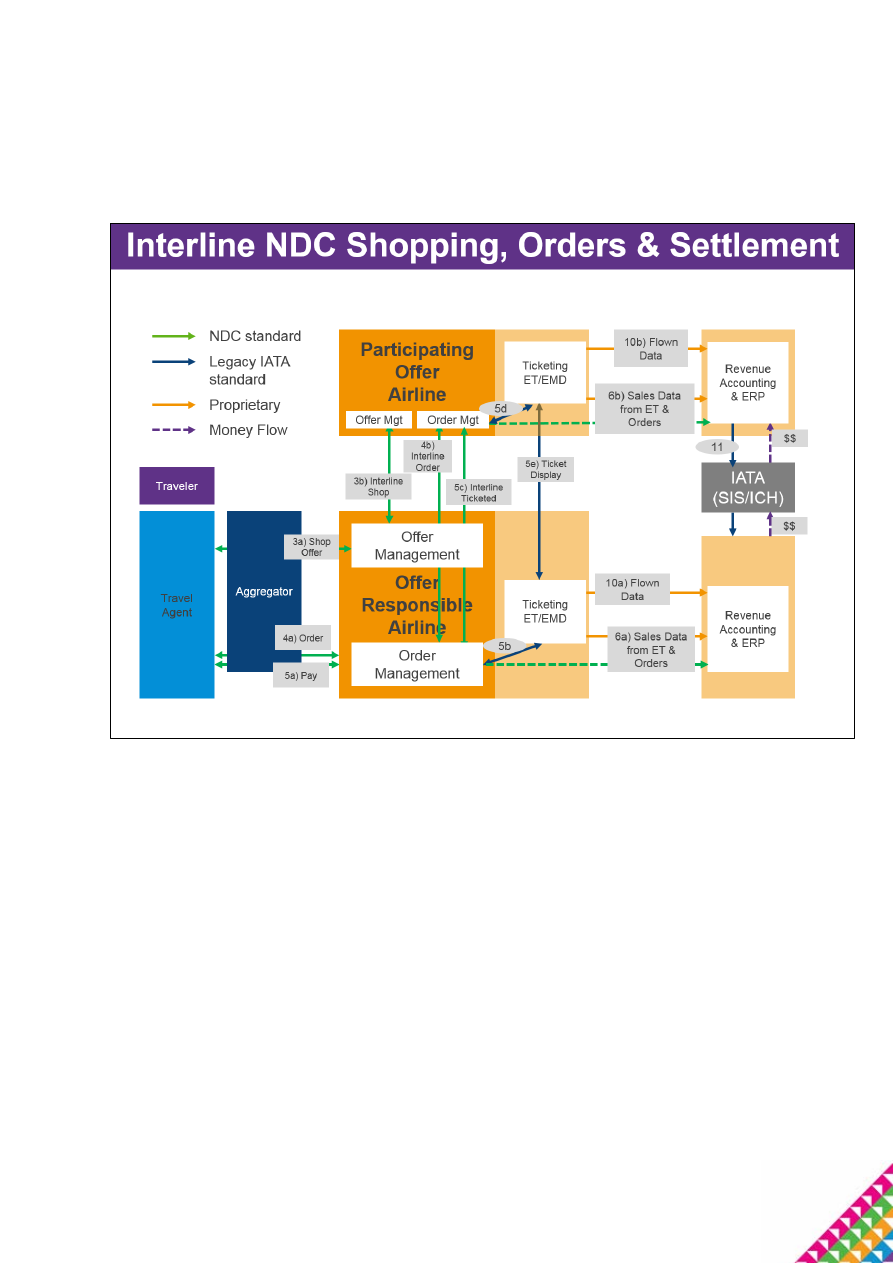 Interline NDC Shopping, Orders & Settlement
NDC standard
Legacy IATA
standard
Proprietary
Money Flow
Participating
Offer
Airline
Offer Mgt
Order Mgt
Ticketing
ET/EMD
5d
10b) Flown
Data
6b) Sales Data
from ET &
Orders
Revenue
Accounting
& ERP
11
$$
IATA
(SIS/ICH)
$$
4b)
Interline
Order
3b) Interline
Shop
5c) Interline
Ticketed
5e) Ticket
Display
Traveler
Travel
Agent
Aggregator
3a) Shop
Offer
4a) Order
5a) Pay
Offer
Management
Offer
Responsible
Airline
Order
Management
5b
Ticketing
ET/EMD
10a) Flown
Data
6a) Sales Data
from ET &
Orders
Revenue
Accounting
& ERP